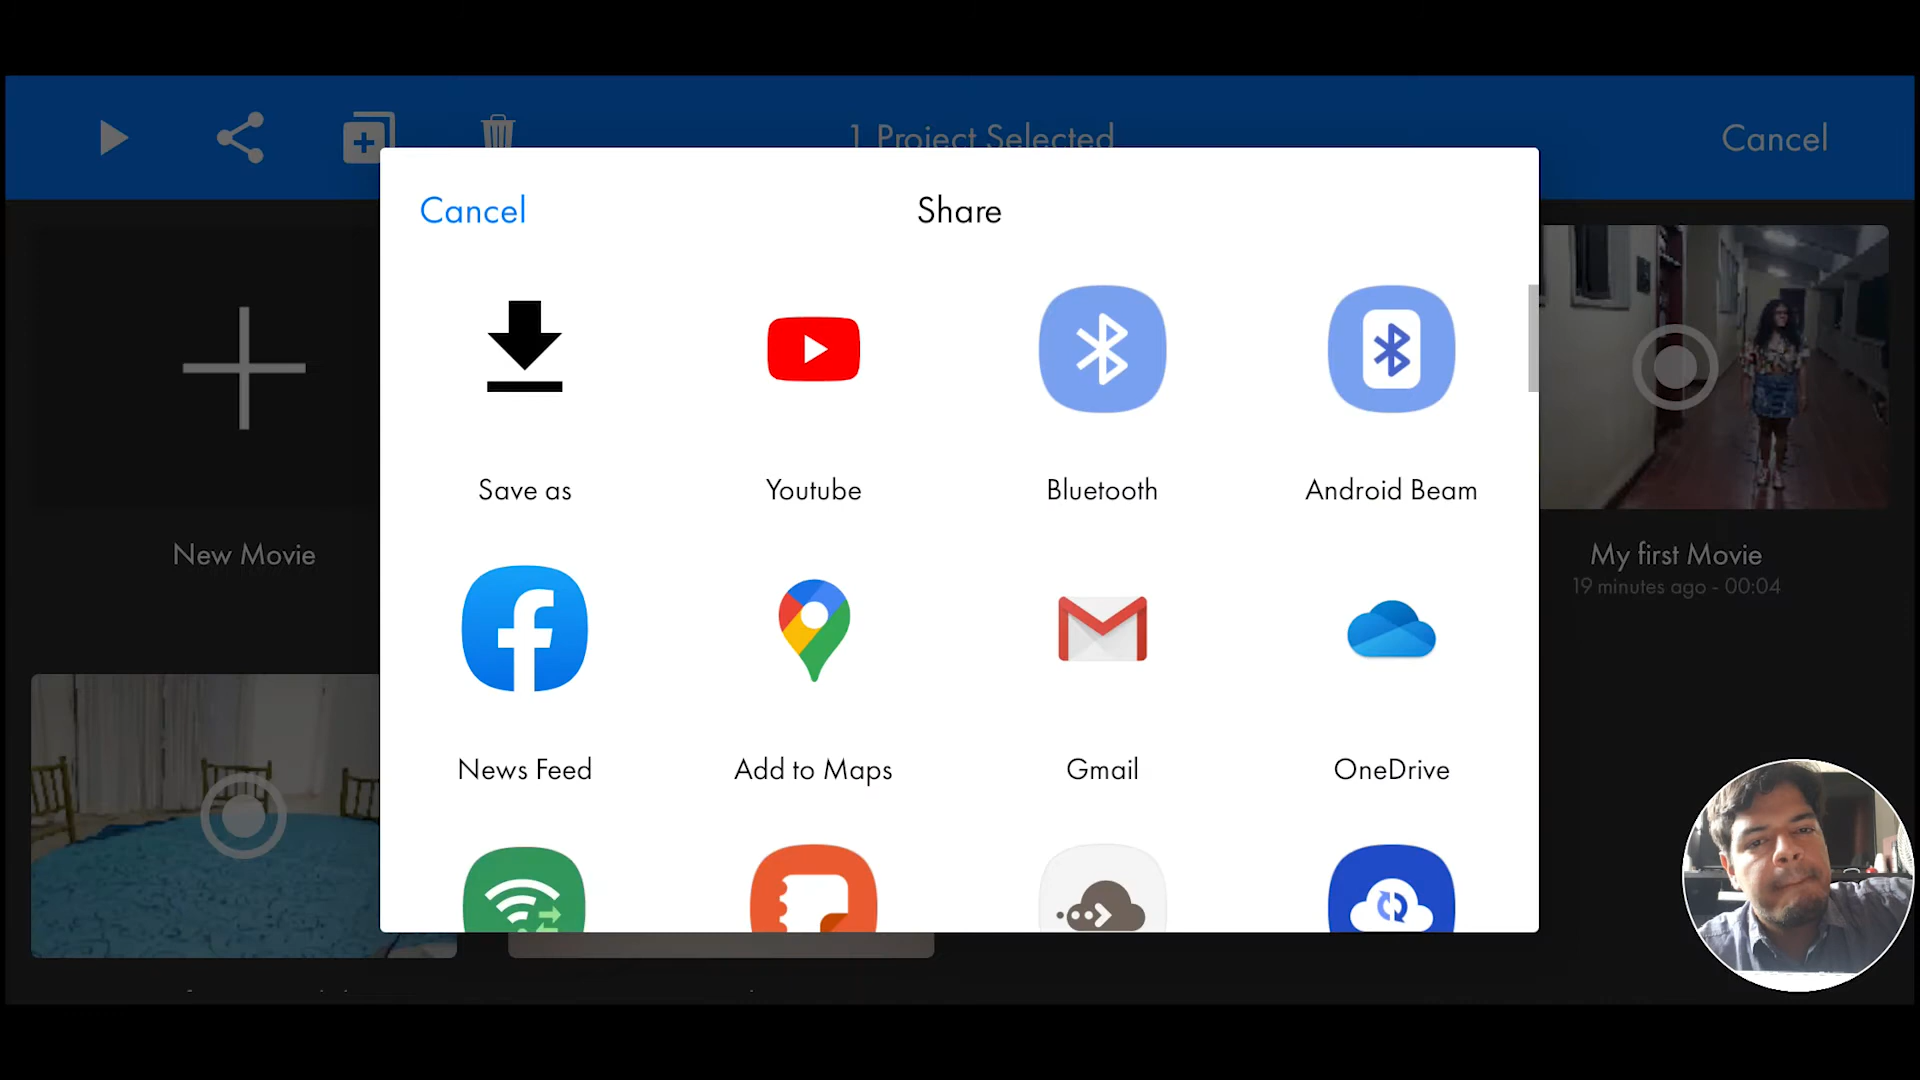 1 Project Selected
Cancel
Cancel
Share
Save as
Youtube
Bluetooth
Android Beam
New Movie
My first Movie
19 minutes ago - 00:04
News Feed
Add to Maps
Gmail
OneDrive